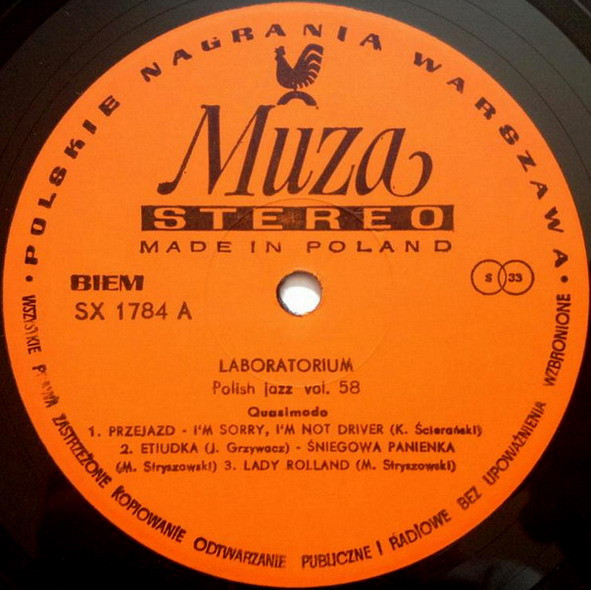 • POLSKIE NAGRANIA WARSZAWA •
Muza
STEREO
MADE IN POLAND
BIEM
S 33
SX 1784 A
LABORATORIUM
Polish jazz vol. 58
Quasimodo
1. PRZEJAZD - I'M SORRY, I'M NOT DRIVER (K. Ścierański)
2. ETIUDKA (J. Grzywacz) - ŚNIEGOWA PANIENKA
(M. Stryszowski) 3. LADY ROLLAND (M. Stryszowski)
WSZYSTKIE PRAWA ZASTRZEŻONE KOPIOWANIE ODTWARZANIE PUBLICZNE I RADIOWE BEZ UPOWAŻNIENIA WZBRONIONE